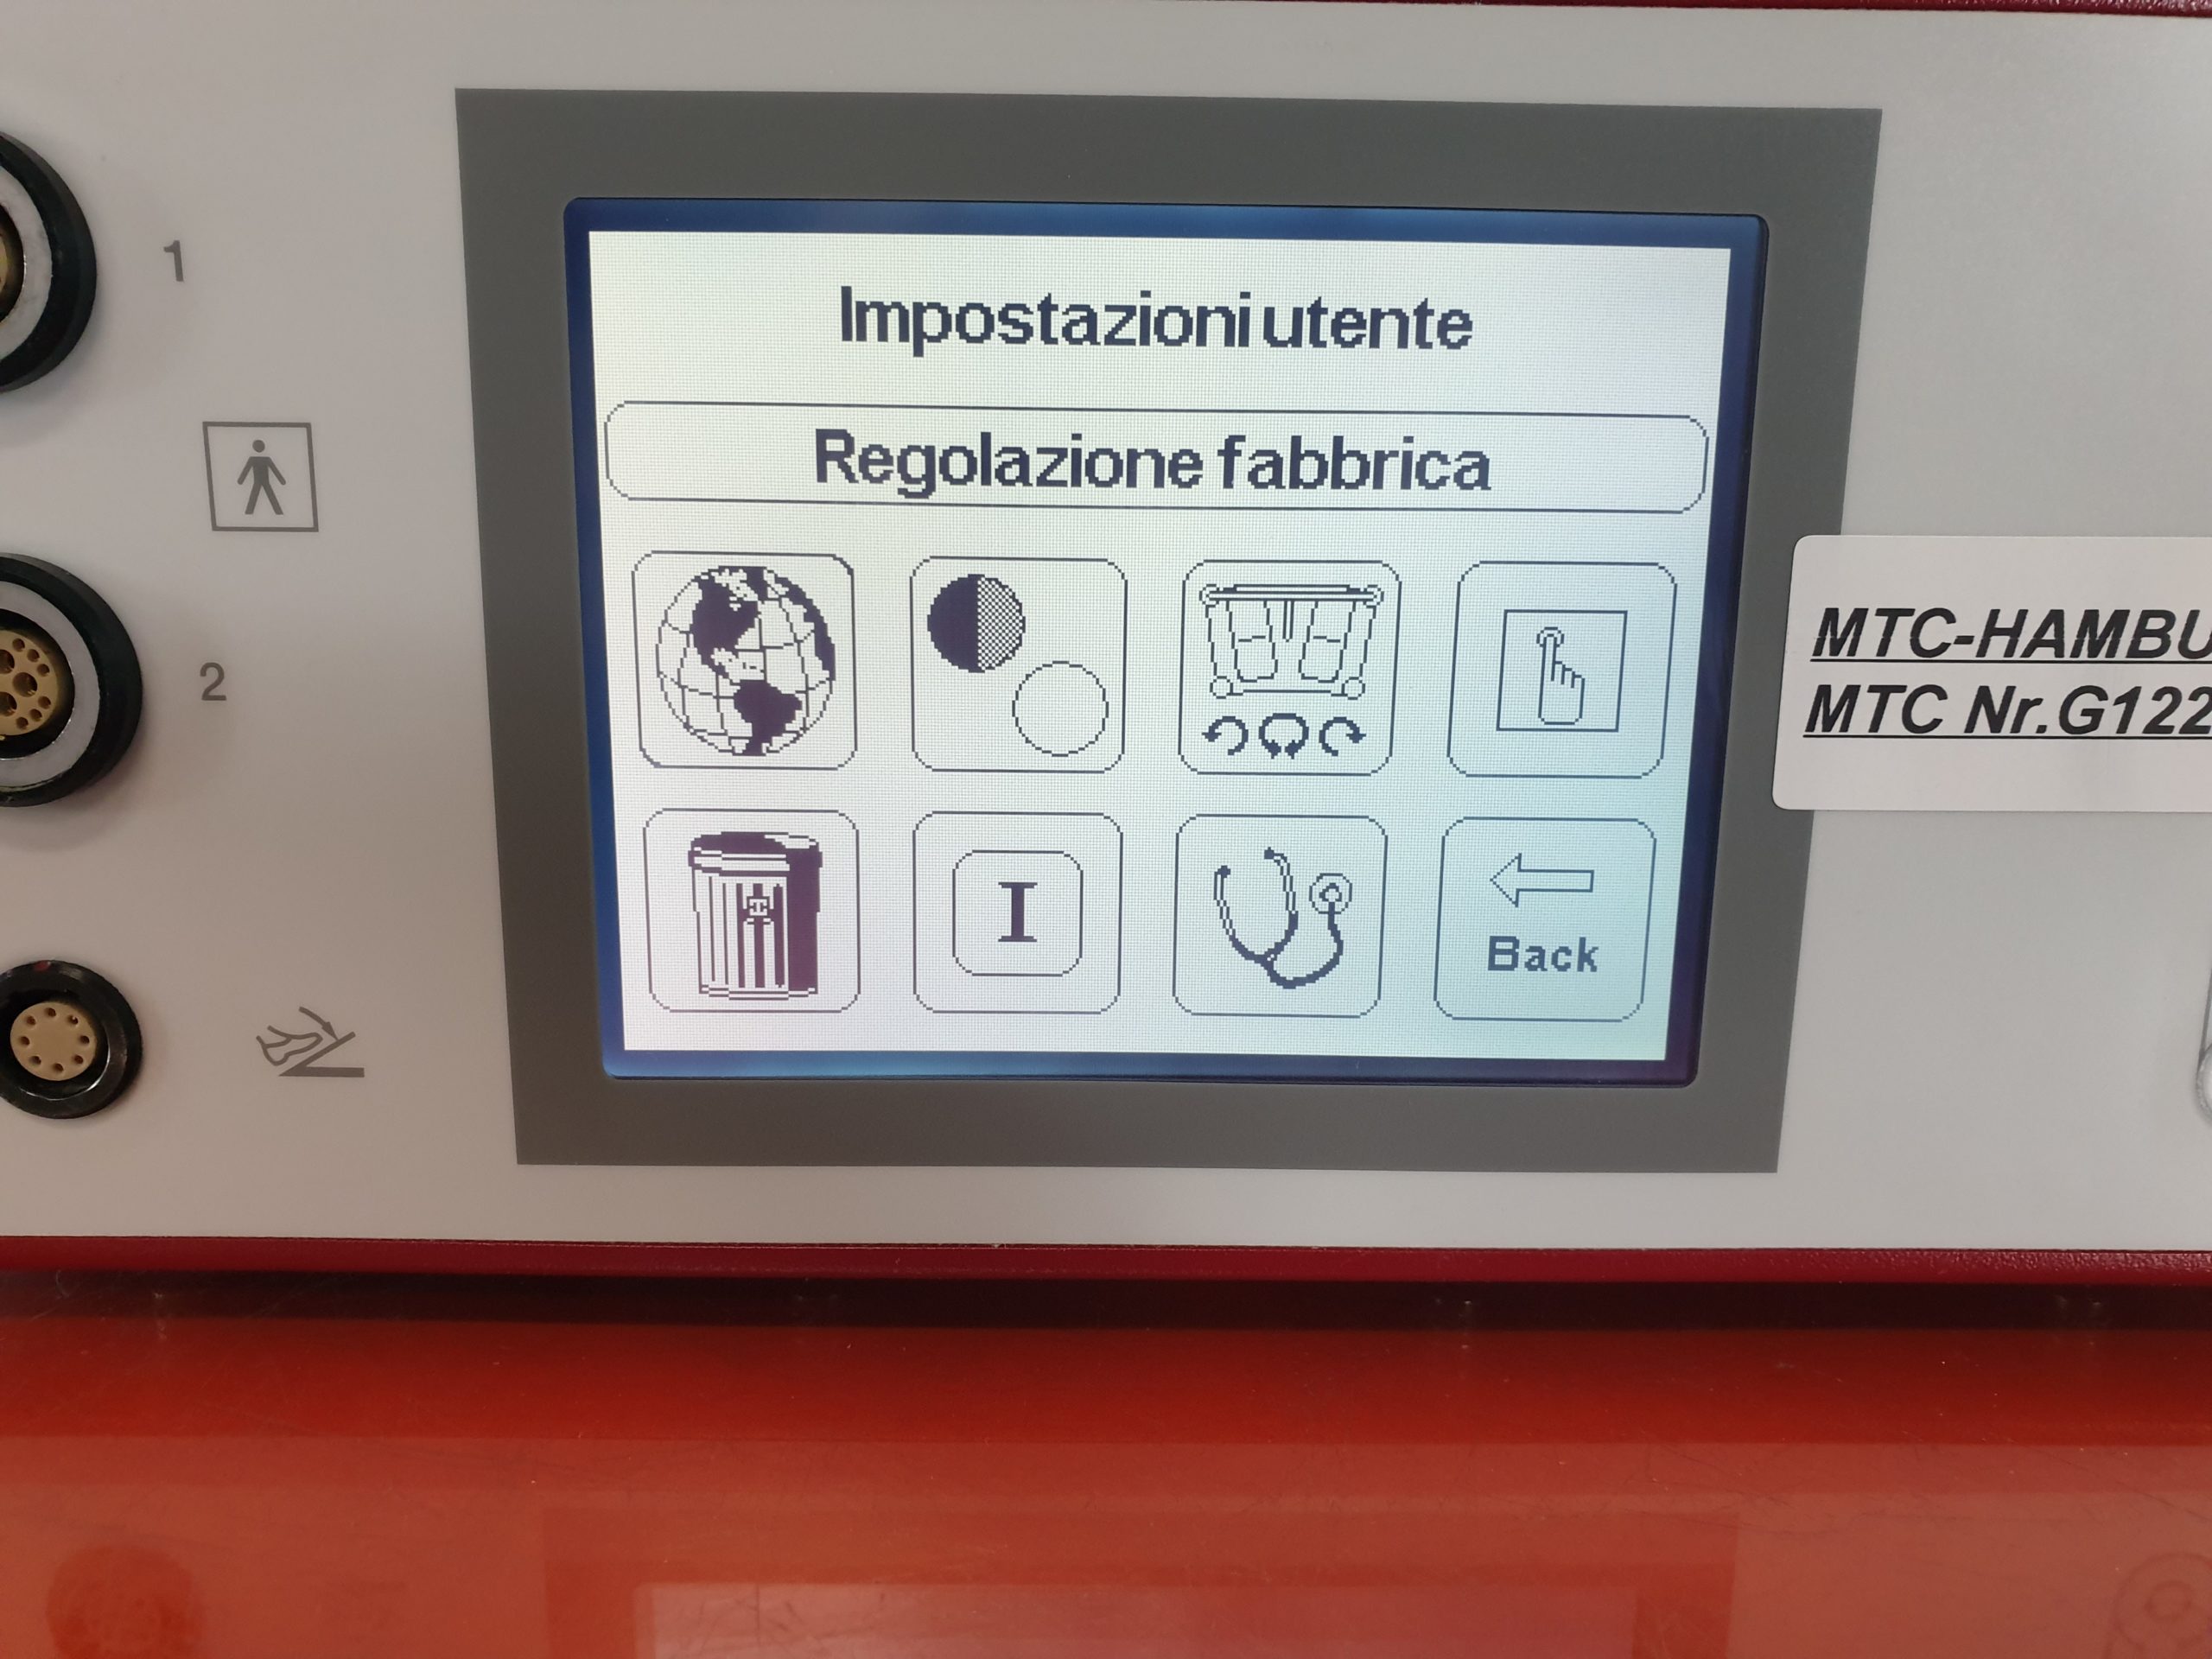 1
2
Impostazioni utente
Regolazione fabbrica
I
Back
MTC-HAMBU
MTC Nr.G122